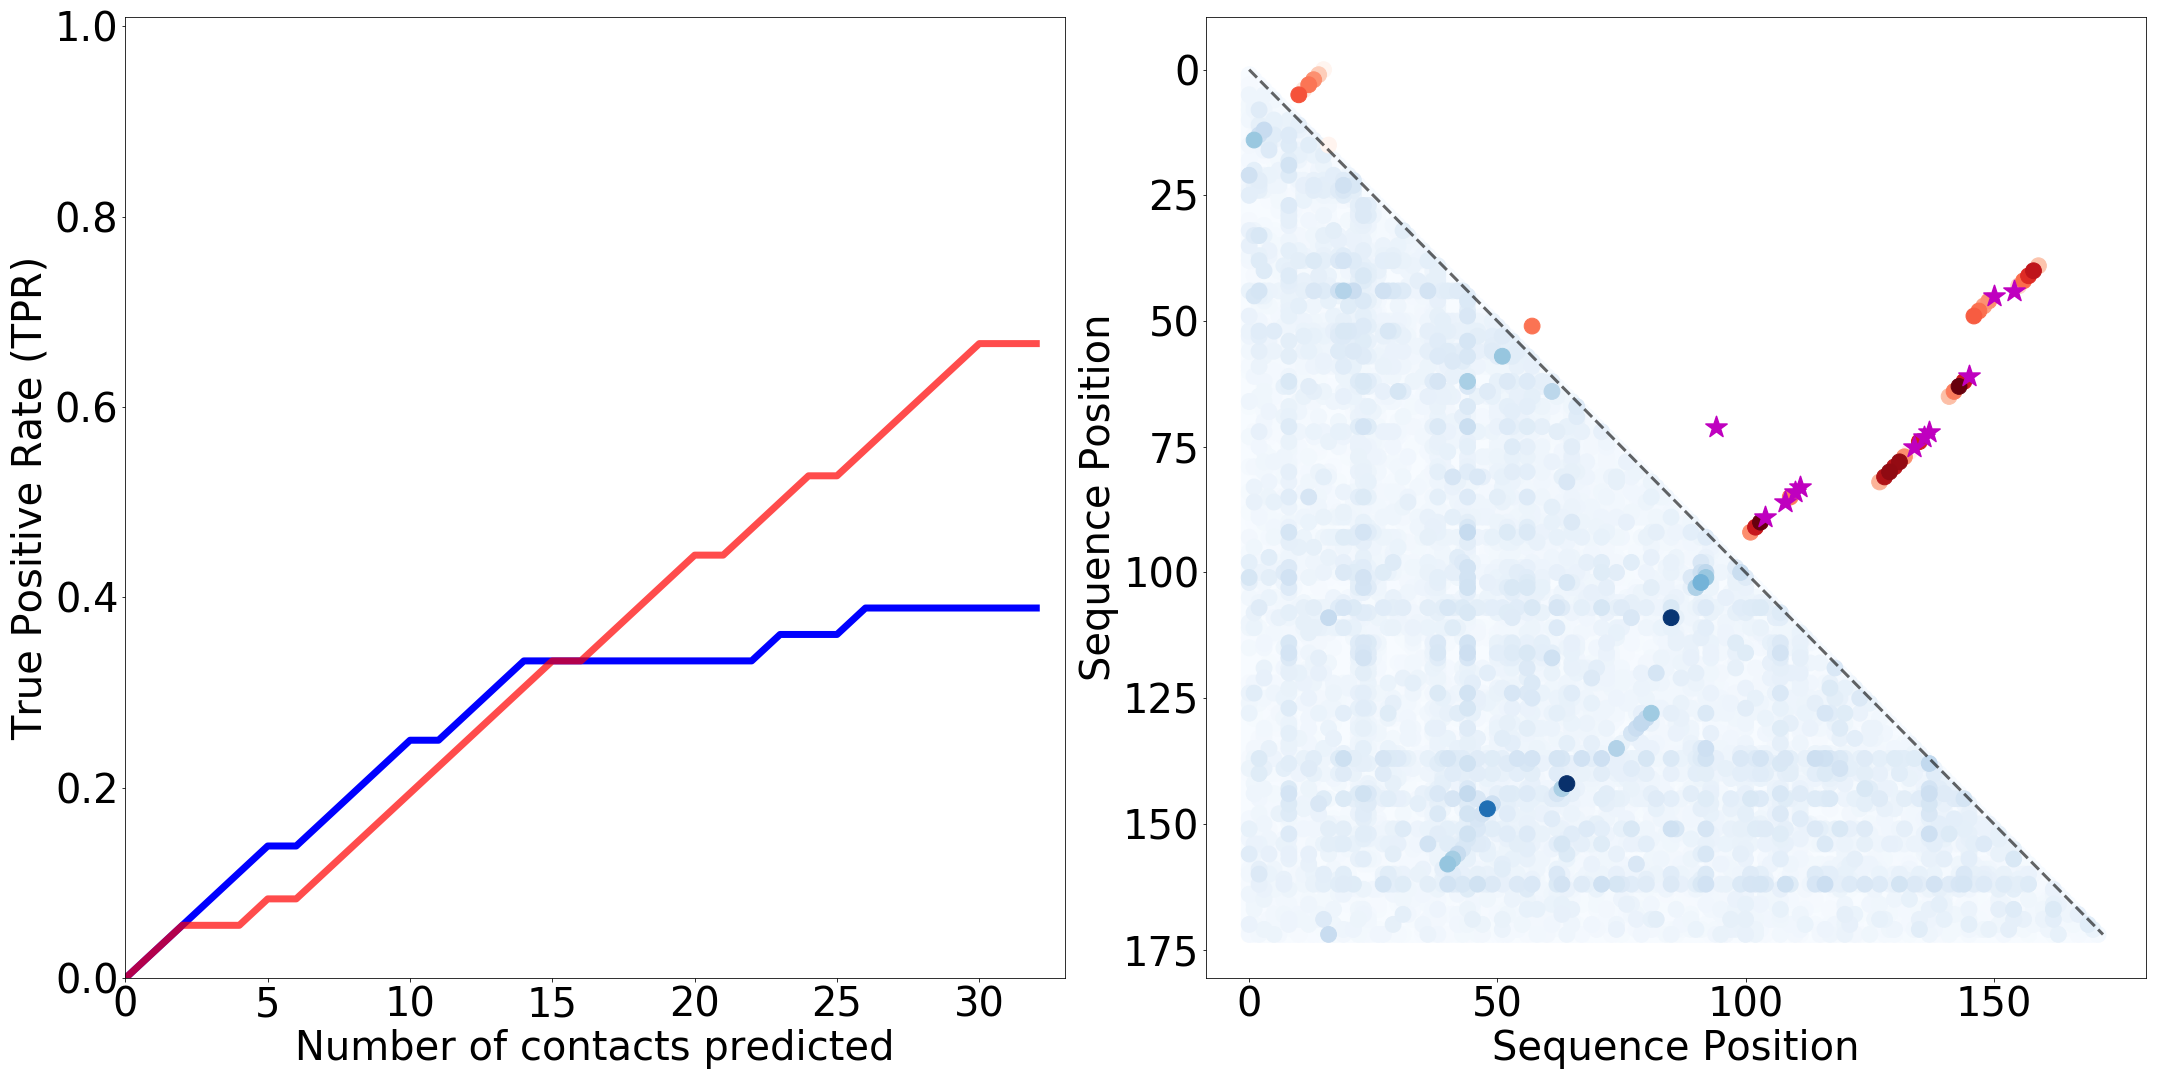 True Positive Rate (TPR)
1.0
0.8
0.6
0.4
0.2
0.0
0 5 10 15 20 25 30
Number of contacts predicted
Sequence Position
0
25
50
75
100
125
150
175
0 50 100 150
Sequence Position